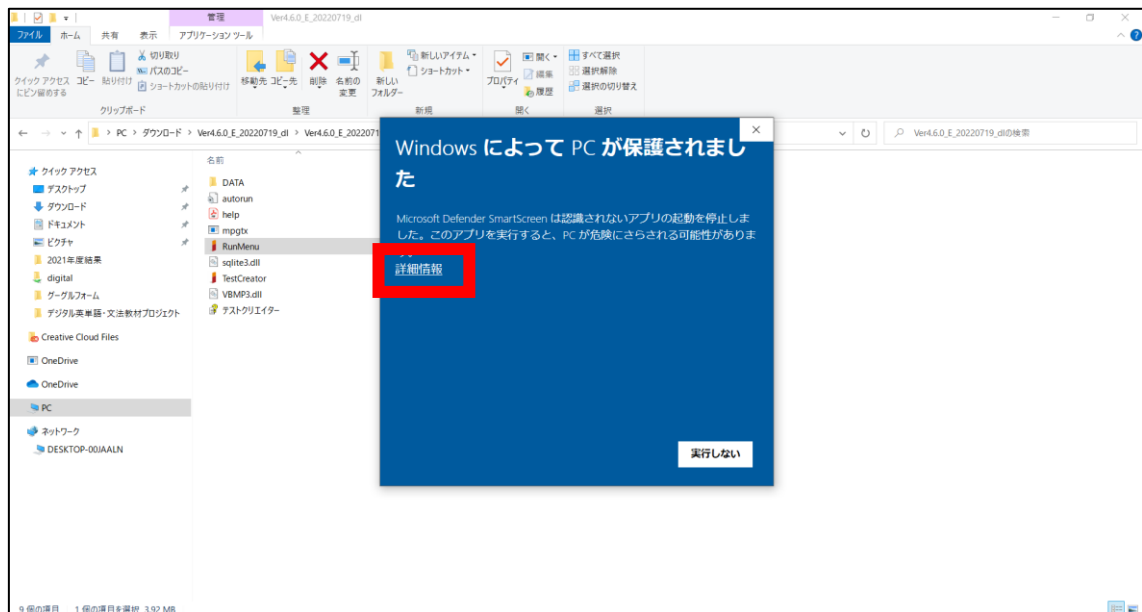 管理
Ver4.6.0_E_20220719_dl
ファイル ホーム 共有 表示 アプリケーション ツール
クイック アクセス
にピン留めする
コピー
貼り付け
切り取り
パスのコピー
ショートカットの貼り付け
クリップボード
移動先
コピー先
削除
名前の
変更
整理
新しい
フォルダー
新しいアイテム
ショートカット
新規
プロパティ
開く
編集
履歴
開く
すべて選択
選択解除
選択の切り替え
選択
PC > ダウンロード > Ver4.6.0_E_20220719_dl > Ver4.6.0_E_2022071
Ver4.6.0_E_20220719_dlの検索
クイック アクセス
デスクトップ
ダウンロード
ドキュメント
ピクチャ
2021年度結果
digital
グーグルフォーム
デジタル英単語・文法教材プロジェクト
Creative Cloud Files
OneDrive
OneDrive
PC
ネットワーク
DESKTOP-00JAALN
名前
DATA
autorun
help
mpgtx
RunMenu
sqlite3.dll
TestCreator
VBMP3.dll
テストクリエイター
Windows によって PC が保護されまし
た
Microsoft Defender SmartScreen は認識されないアプリの起動を停止しま
した。このアプリを実行すると、PC が危険にさらされる可能性がありま
詳細情報
実行しない
9 個の項目 1 個の項目を選択 3.92 MB